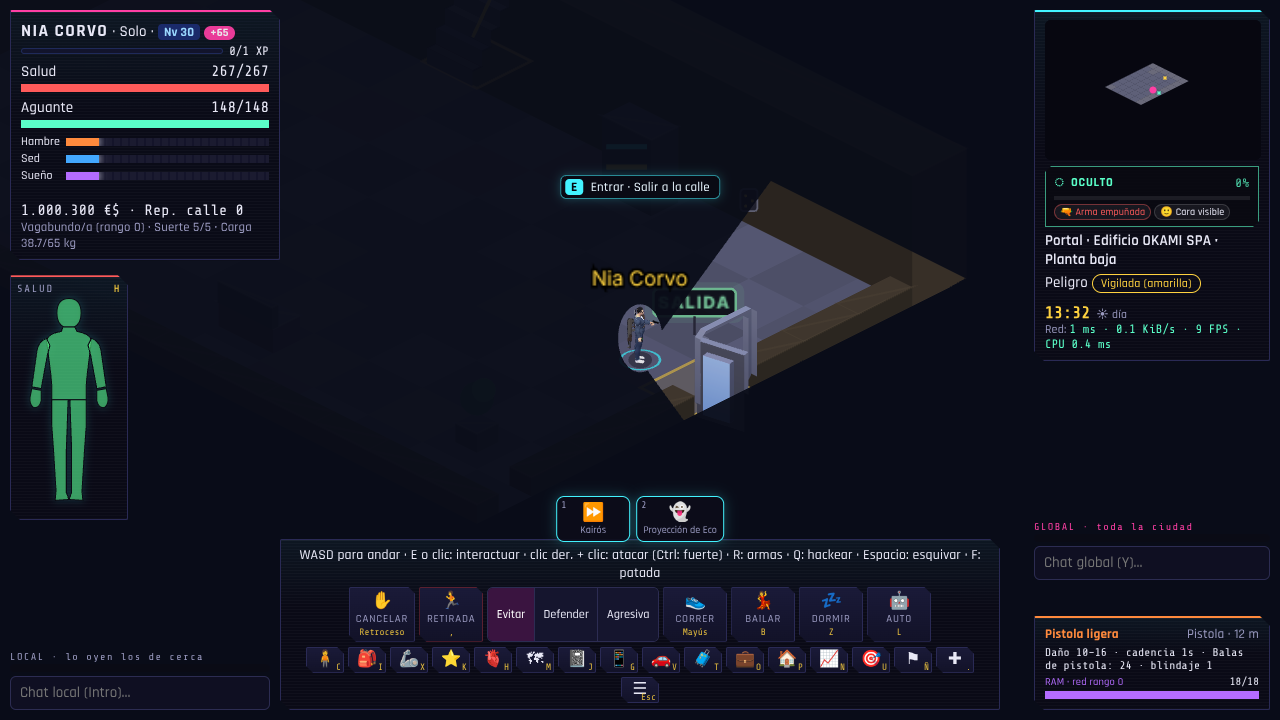 NIA CORVO · Solo · Nv 30 +65
0/1 XP
Salud 267/267
Aguante 148/148
Hambre
Sed
Sueño
1.000.300 €$ · Rep. calle 0
Vagabundo/a (rango 0) · Suerte 5/5 · Carga
38.7/65 kg
SALUD H
E Entrar · Salir a la calle
Nia Corvo
SALIDA
OCULTO 0%
Arma empuñada Cara visible
Portal · Edificio OKAMI SPA ·
Planta baja
Peligro Vigilada (amarilla)
13:32 día
Red: 1 ms · 0.1 KiB/s · 9 FPS ·
CPU 0.4 ms
1 Kairós
2 Proyección de Eco
WASD para andar · E o clic: interactuar · clic der. + clic: atacar (Ctrl: fuerte) · R: armas · Q: hackear · Espacio: esquivar · F:
patada
CANCELAR
Retroceso
RETIRADA
,
Evitar Defender Agresiva
CORRER
Mayús
BAILAR
B
DORMIR
Z
AUTO
L
C I X K H M J G V T O P N U Ñ .
Esc
LOCAL · lo oyen los de cerca
Chat local (Intro)...
GLOBAL · toda la ciudad
Chat global (Y)...
Pistola ligera Pistola · 12 m
Daño 10–16 · cadencia 1s · Balas
de pistola: 24 · blindaje 1
RAM · red rango 0 18/18